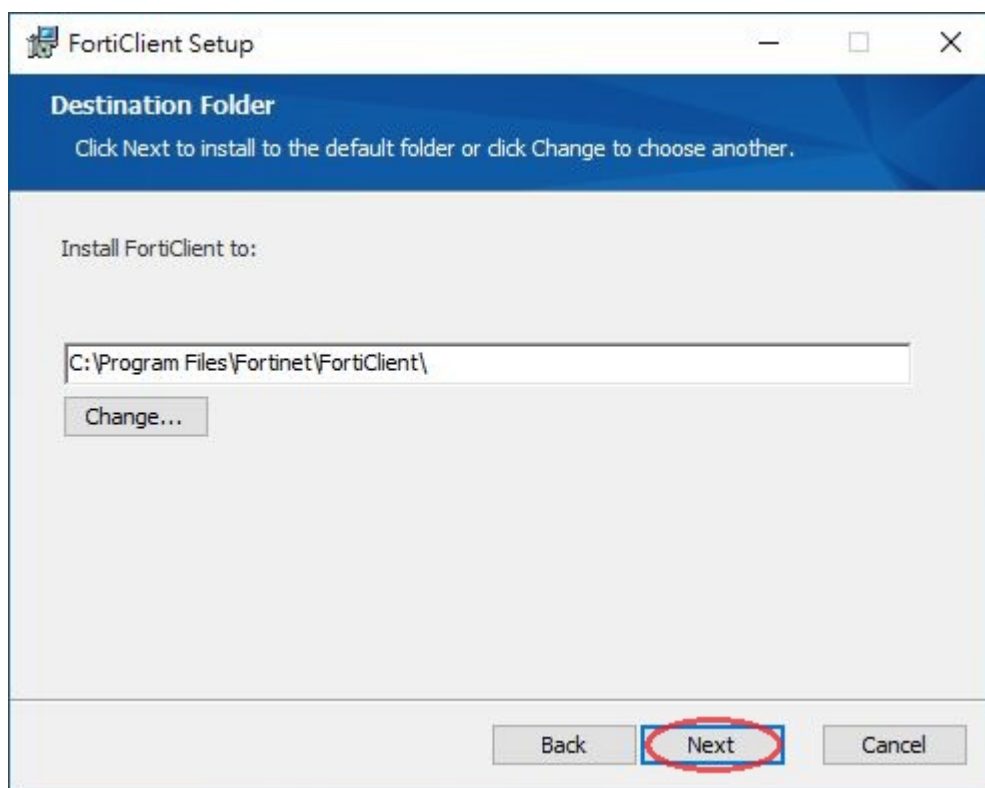 FortiClient Setup
Destination Folder
Click Next to install to the default folder or click Change to choose another.
Install FortiClient to:
C:\Program Files\Fortinet\FortiClient\
Change...
Back Next Cancel